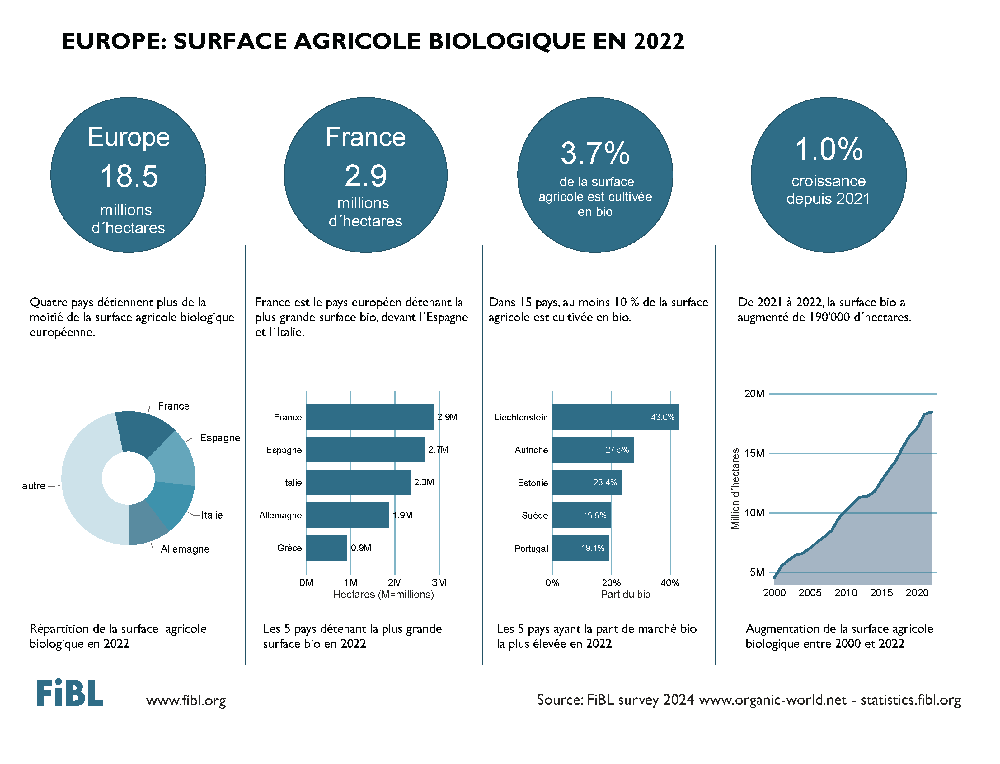 EUROPE: SURFACE AGRICOLE BIOLOGIQUE EN 2022
Europe
18.5
millions
d´hectares
France
2.9
millions
d´hectares
3.7%
de la surface
agricole est cultivée
en bio
1.0%
croissance
depuis 2021
Quatre pays détiennent plus de la
moitié de la surface agricole biologique
européenne.
France est le pays européen détenant la
plus grande surface bio, devant l´Espagne
et l´Italie.
Dans 15 pays, au moins 10 % de la surface
agricole est cultivée en bio.
De 2021 à 2022, la surface bio a
augmenté de 190'000 d´hectares.
France
Espagne
autre
Italie
Allemagne
France 2.9M
Espagne 2.7M
Italie 2.3M
Allemagne 1.9M
Grèce 0.9M
0M 1M 2M 3M
Hectares (M=millions)
Liechtenstein 43.0%
Autriche 27.5%
Estonie 23.4%
Suède 19.9%
Portugal 19.1%
0% 20% 40%
Part du bio
Million d´hectares
20M
15M
10M
5M
2000 2005 2010 2015 2020
Répartition de la surface agricole
biologique en 2022
Les 5 pays détenant la plus grande
surface bio en 2022
Les 5 pays ayant la part de marché bio
la plus élevée en 2022
Augmentation de la surface agricole
biologique entre 2000 et 2022
FiBL
www.fibl.org
Source: FiBL survey 2024 www.organic-world.net - statistics.fibl.org